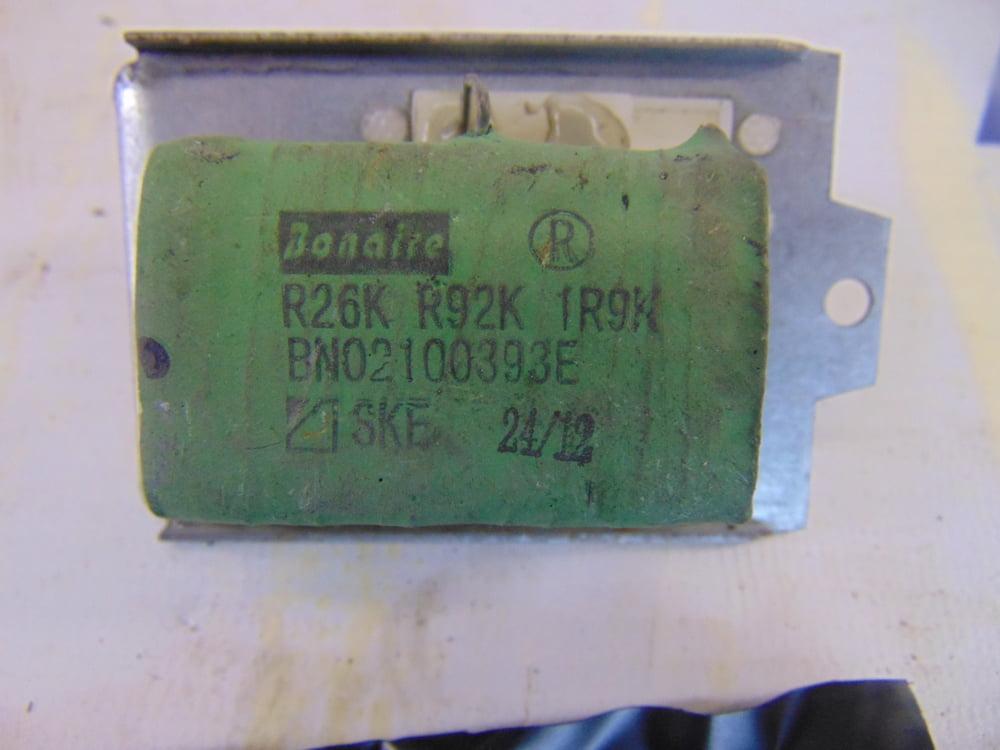 Bonaire ®
R26K R92K 1R9K
BN02100393E
SKE 24/12